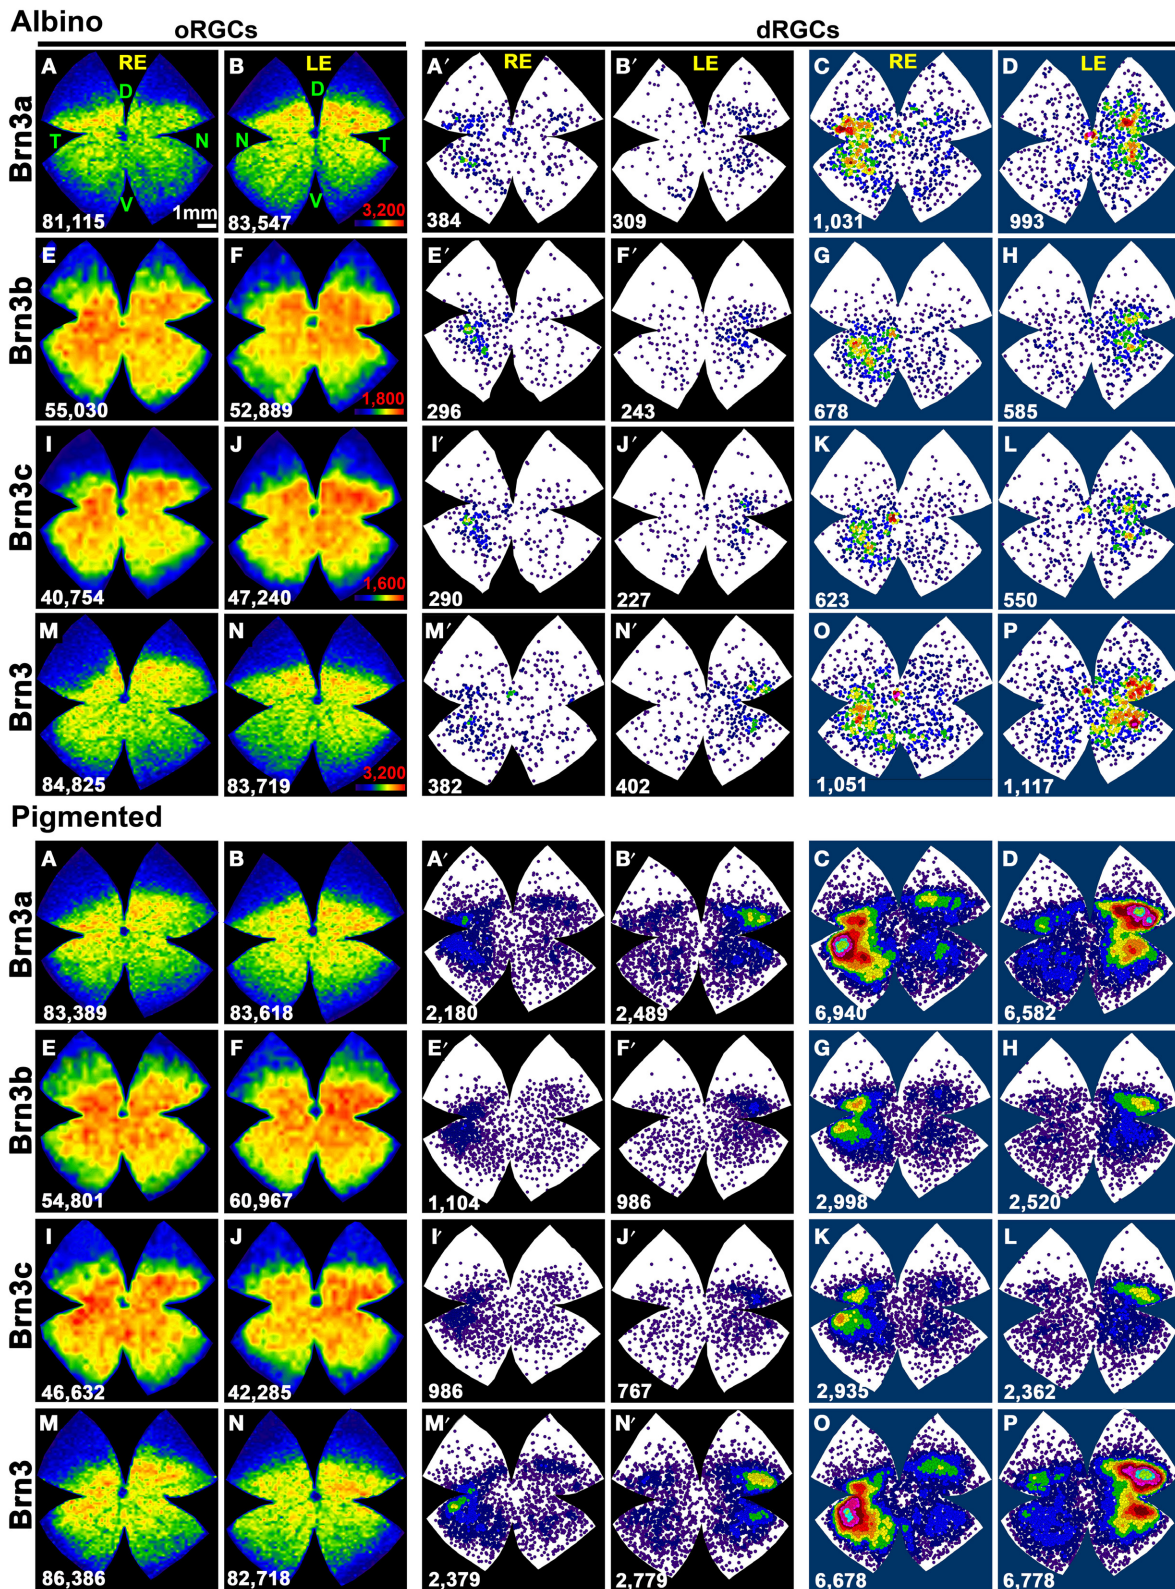 Albino
oRGCs dRGCs
Brn3a
A RE D T N V 81,115 1mm
B LE D N T V 83,547 3,200
A′ RE 384
B′ LE 309
C RE 1,031
D LE 993
Brn3b
E 55,030
F 52,889 1,800
E′ 296
F′ 243
G 678
H 585
Brn3c
I 40,754
J 47,240 1,600
I′ 290
J′ 227
K 623
L 550
Brn3
M 84,825
N 83,719 3,200
M′ 382
N′ 402
O 1,051
P 1,117
Pigmented
Brn3a
A 83,389
B 83,618
A′ 2,180
B′ 2,489
C 6,940
D 6,582
Brn3b
E 54,801
F 60,967
E′ 1,104
F′ 986
G 2,998
H 2,520
Brn3c
I 46,632
J 42,285
I′ 986
J′ 767
K 2,935
L 2,362
Brn3
M 86,386
N 82,718
M′ 2,379
N′ 2,779
O 6,678
P 6,778